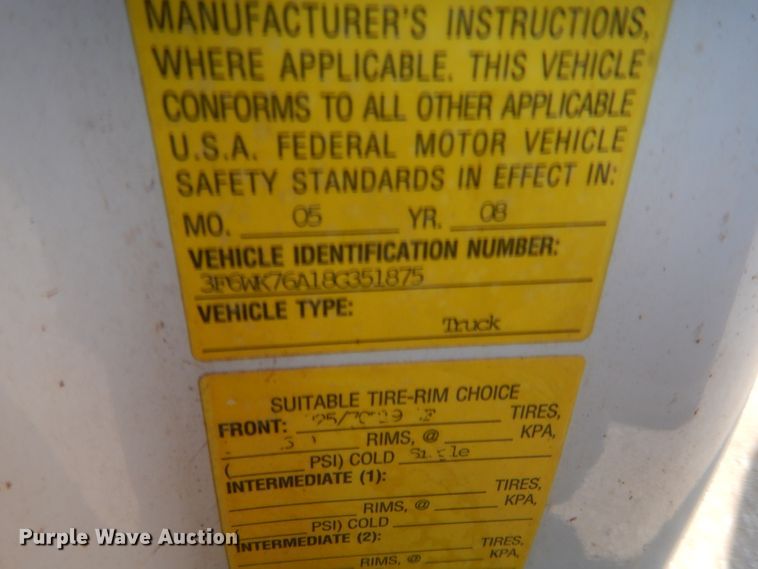 MANUFACTURER'S INSTRUCTIONS,
WHERE APPLICABLE. THIS VEHICLE
CONFORMS TO ALL OTHER APPLICABLE
U.S.A. FEDERAL MOTOR VEHICLE
SAFETY STANDARDS IN EFFECT IN:
MO. 05 YR. 08
VEHICLE IDENTIFICATION NUMBER:
3F6WK76A18G351875
VEHICLE TYPE:
Truck
SUITABLE TIRE-RIM CHOICE
FRONT: TIRES,
RIMS, @ KPA,
( PSI) COLD Single
INTERMEDIATE (1):
TIRES,
RIMS, @ KPA,
( PSI) COLD
INTERMEDIATE (2):
TIRES,
RIMS, @ KPA,
Purple Wave Auction